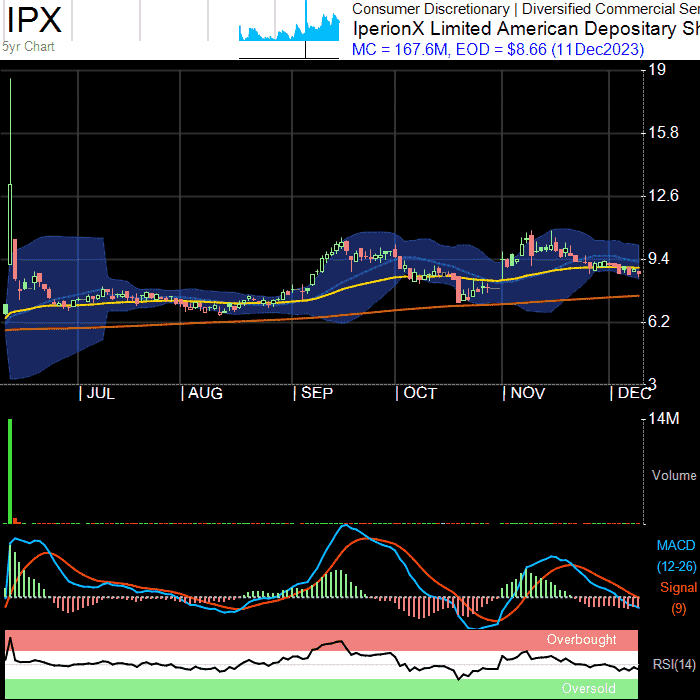 IPX
5yr Chart
Consumer Discretionary | Diversified Commercial Ser
IperionX Limited American Depositary Sh
MC = 167.6M, EOD = $8.66 (11Dec2023)
19
15.8
12.6
9.4
6.2
3
JUL AUG SEP OCT NOV DEC
14M
Volume
MACD
(12-26)
Signal
(9)
Overbought
RSI(14)
Oversold